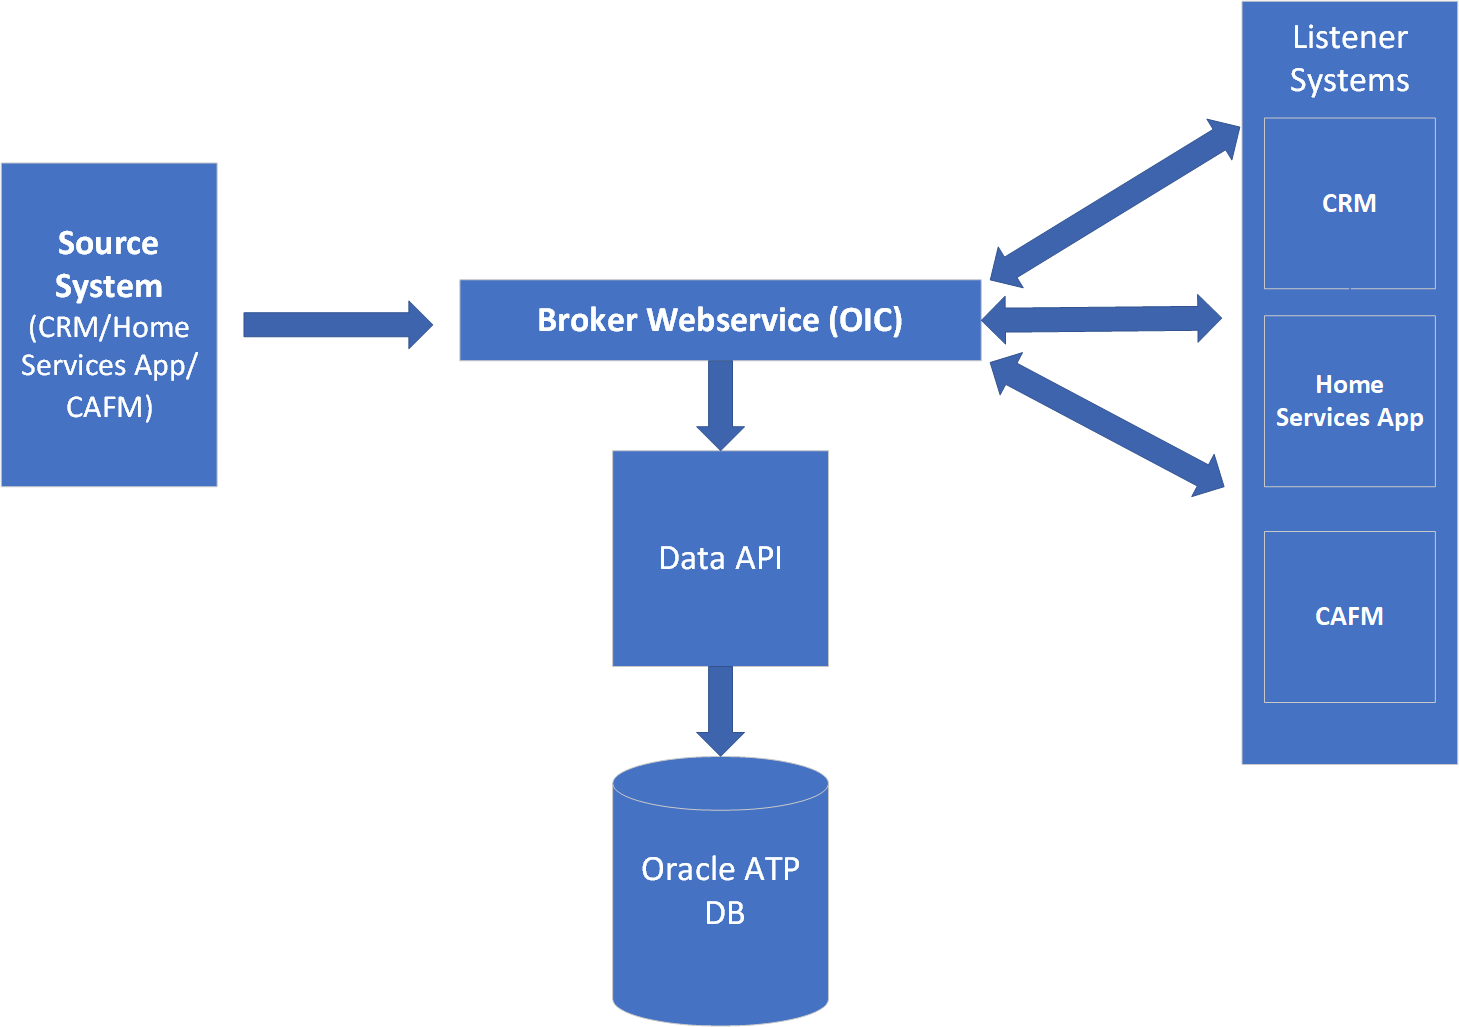 Source
System
(CRM/Home
Services App/
CAFM)
Broker Webservice (OIC)
Data API
Oracle ATP
DB
Listener
Systems
CRM
Home
Services App
CAFM